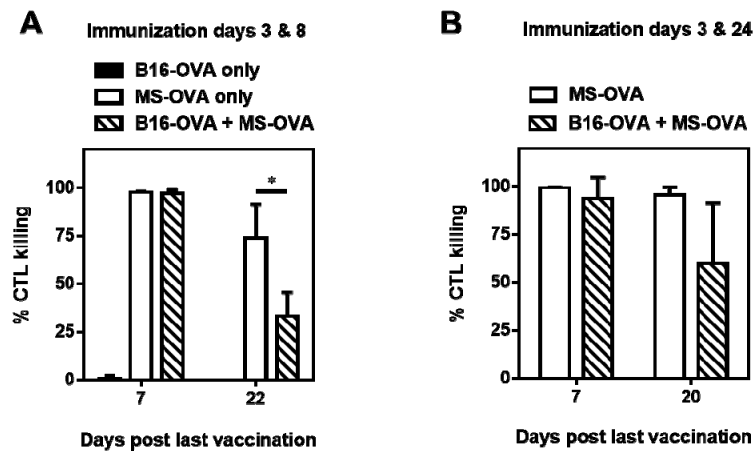 A
Immunization days 3 & 8
B16-OVA only
MS-OVA only
B16-OVA + MS-OVA
*
% CTL killing
100
75
50
25
0
7
22
Days post last vaccination
B
Immunization days 3 & 24
MS-OVA
B16-OVA + MS-OVA
% CTL killing
100
75
50
25
0
7
20
Days post last vaccination